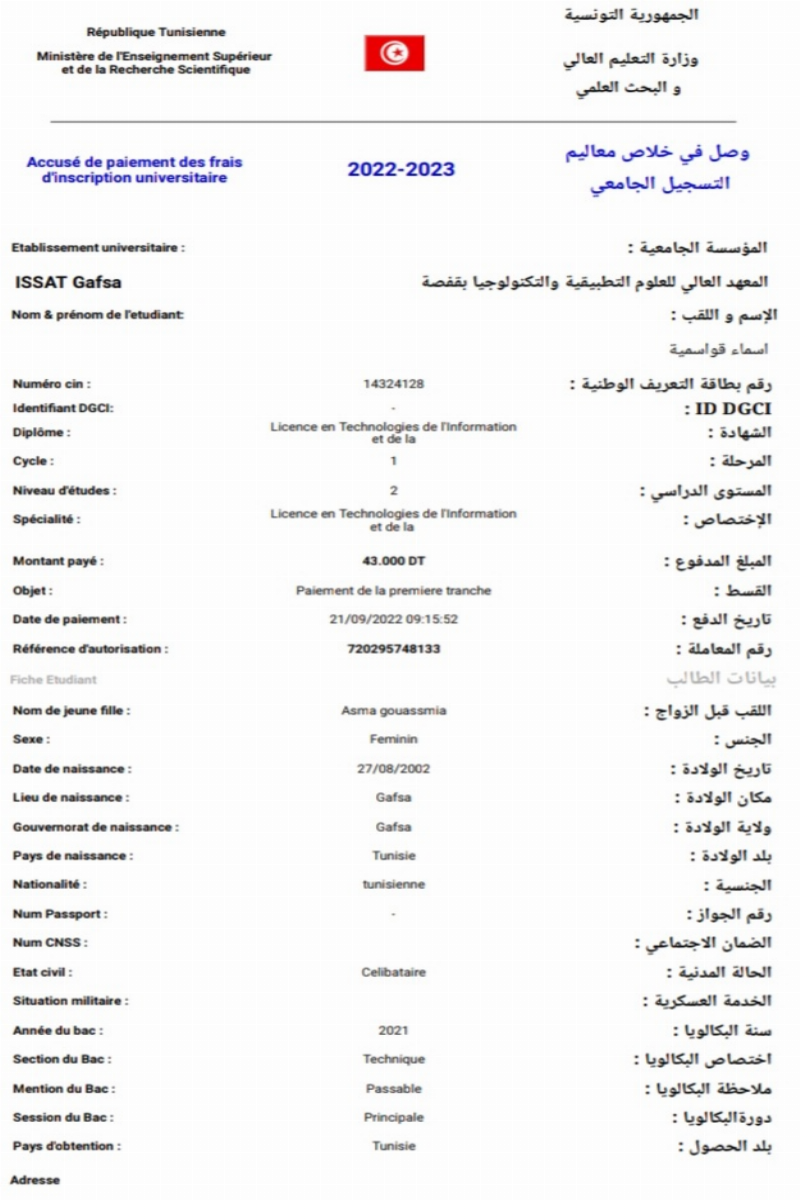 République Tunisienne
Ministère de l'Enseignement Supérieur
et de la Recherche Scientifique
الجمهورية التونسية
وزارة التعليم العالي
و البحث العلمي
Accusé de paiement des frais
d'inscription universitaire
2022-2023
وصل في خلاص معاليم
التسجيل الجامعي
Etablissement universitaire : المؤسسة الجامعية :
ISSAT Gafsa المعهد العالي للعلوم التطبيقية والتكنولوجيا بقفصة
Nom & prénom de l'etudiant: الإسم و اللقب :
اسماء قواسمية
Numéro cin : 14324128 رقم بطاقة التعريف الوطنية :
Identifiant DGCI: - ID DGCI :
Diplôme : Licence en Technologies de l'Information الشهادة :
et de la
Cycle : 1 المرحلة :
Niveau d'études : 2 المستوى الدراسي :
Spécialité : Licence en Technologies de l'Information الإختصاص :
et de la
Montant payé : 43.000 DT المبلغ المدفوع :
Objet : Paiement de la premiere tranche القسط :
Date de paiement : 21/09/2022 09:15:52 تاريخ الدفع :
Référence d'autorisation : 720295748133 رقم المعاملة :
Fiche Etudiant بيانات الطالب
Nom de jeune fille : Asma gouassmia اللقب قبل الزواج :
Sexe : Feminin الجنس :
Date de naissance : 27/08/2002 تاريخ الولادة :
Lieu de naissance : Gafsa مكان الولادة :
Gouvernorat de naissance : Gafsa ولاية الولادة :
Pays de naissance : Tunisie بلد الولادة :
Nationalité : tunisienne الجنسية :
Num Passport : - رقم الجواز :
Num CNSS : الضمان الاجتماعي :
Etat civil : Celibataire الحالة المدنية :
Situation militaire : الخدمة العسكرية :
Année du bac : 2021 سنة البكالويا :
Section du Bac : Technique اختصاص البكالويا :
Mention du Bac : Passable ملاحظة البكالويا :
Session du Bac : Principale دورةالبكالويا :
Pays d'obtention : Tunisie بلد الحصول :
Adresse